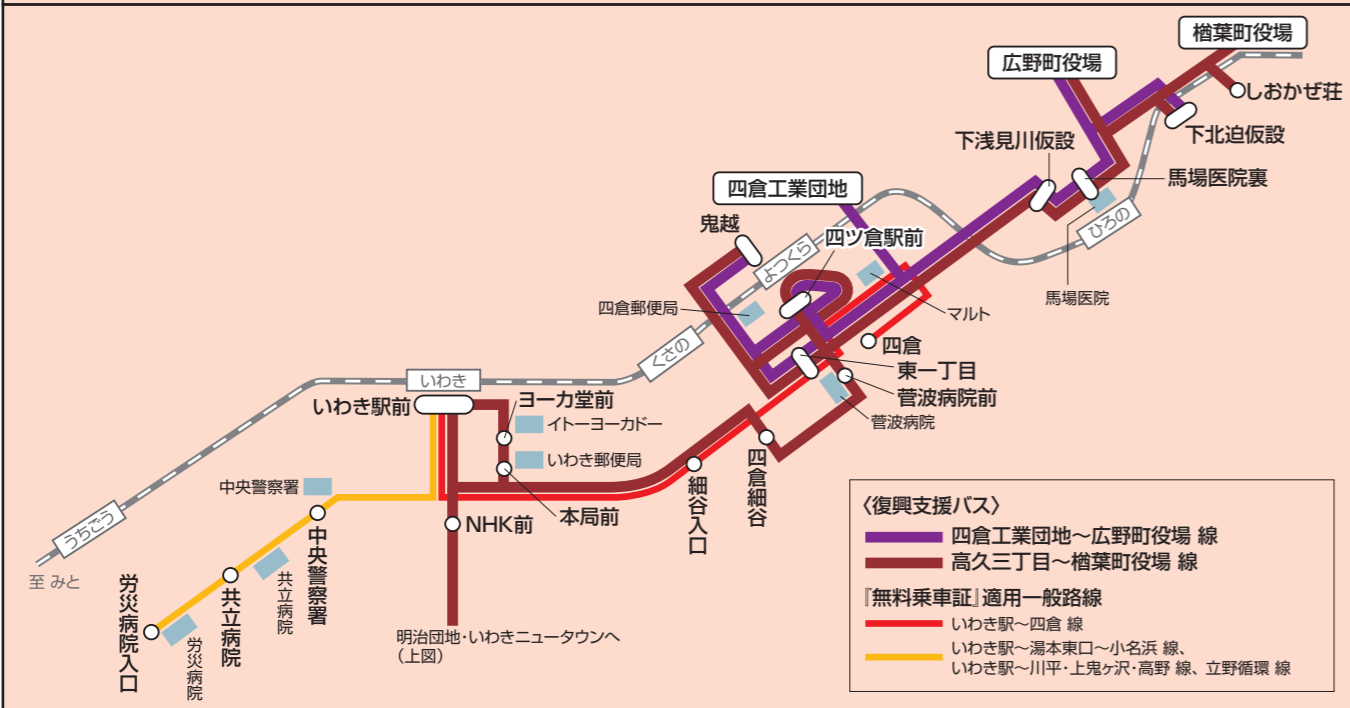 楢葉町役場
広野町役場
しおかぜ荘
下北迫仮設
下浅見川仮設
馬場医院裏
四倉工業団地
鬼越
ひろの
よつくら
四ツ倉駅前
馬場医院
四倉郵便局
マルト
くさの
四倉
東一丁目
いわき
菅波病院前
いわき駅前
ヨーカ堂前
イトーヨーカドー
菅波病院
いわき郵便局
四倉細谷
細谷入口
中央警察署
本局前
NHK前
うちごう
中央警察署
至 みと
共立病院
共立病院
労災病院入口
労災病院
明治団地・いわきニュータウンへ
(上図)
〈復興支援バス〉
四倉工業団地〜広野町役場 線
高久三丁目〜楢葉町役場 線
『無料乗車証』適用一般路線
いわき駅〜四倉 線
いわき駅〜湯本東口〜小名浜 線、
いわき駅〜川平・上鬼ヶ沢・高野 線、立野循環 線